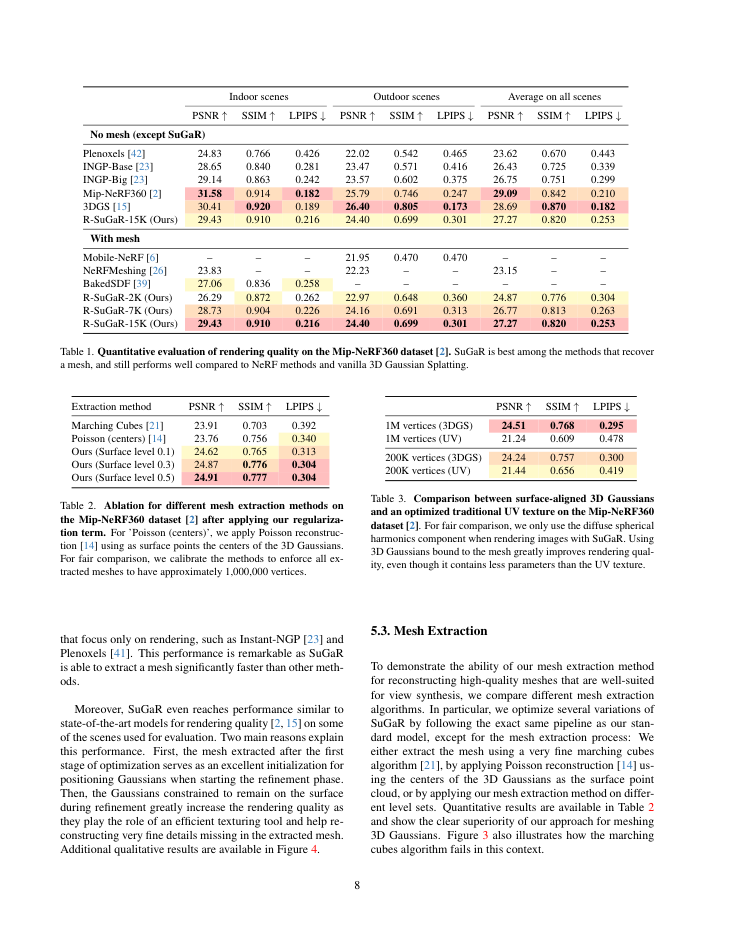 Indoor scenes Outdoor scenes Average on all scenes
PSNR ↑ SSIM ↑ LPIPS ↓ PSNR ↑ SSIM ↑ LPIPS ↓ PSNR ↑ SSIM ↑ LPIPS ↓
No mesh (except SuGaR)
Plenoxels [42] 24.83 0.766 0.426 22.02 0.542 0.465 23.62 0.670 0.443
INGP-Base [23] 28.65 0.840 0.281 23.47 0.571 0.416 26.43 0.725 0.339
INGP-Big [23] 29.14 0.863 0.242 23.57 0.602 0.375 26.75 0.751 0.299
Mip-NeRF360 [2] 31.58 0.914 0.182 25.79 0.746 0.247 29.09 0.842 0.210
3DGS [15] 30.41 0.920 0.189 26.40 0.805 0.173 28.69 0.870 0.182
R-SuGaR-15K (Ours) 29.43 0.910 0.216 24.40 0.699 0.301 27.27 0.820 0.253
With mesh
Mobile-NeRF [6] – – – 21.95 0.470 0.470 – – –
NeRFMeshing [26] 23.83 – – 22.23 – – 23.15 – –
BakedSDF [39] 27.06 0.836 0.258 – – – – – –
R-SuGaR-2K (Ours) 26.29 0.872 0.262 22.97 0.648 0.360 24.87 0.776 0.304
R-SuGaR-7K (Ours) 28.73 0.904 0.226 24.16 0.691 0.313 26.77 0.813 0.263
R-SuGaR-15K (Ours) 29.43 0.910 0.216 24.40 0.699 0.301 27.27 0.820 0.253
Table 1. Quantitative evaluation of rendering quality on the Mip-NeRF360 dataset [2]. SuGaR is best among the methods that recover
a mesh, and still performs well compared to NeRF methods and vanilla 3D Gaussian Splatting.
Extraction method PSNR ↑ SSIM ↑ LPIPS ↓
Marching Cubes [21] 23.91 0.703 0.392
Poisson (centers) [14] 23.76 0.756 0.340
Ours (Surface level 0.1) 24.62 0.765 0.313
Ours (Surface level 0.3) 24.87 0.776 0.304
Ours (Surface level 0.5) 24.91 0.777 0.304
Table 2. Ablation for different mesh extraction methods on
the Mip-NeRF360 dataset [2] after applying our regulariza-
tion term. For 'Poisson (centers)', we apply Poisson reconstruc-
tion [14] using as surface points the centers of the 3D Gaussians.
For fair comparison, we calibrate the methods to enforce all ex-
tracted meshes to have approximately 1,000,000 vertices.
PSNR ↑ SSIM ↑ LPIPS ↓
1M vertices (3DGS) 24.51 0.768 0.295
1M vertices (UV) 21.24 0.609 0.478
200K vertices (3DGS) 24.24 0.757 0.300
200K vertices (UV) 21.44 0.656 0.419
Table 3. Comparison between surface-aligned 3D Gaussians
and an optimized traditional UV texture on the Mip-NeRF360
dataset [2]. For fair comparison, we only use the diffuse spherical
harmonics component when rendering images with SuGaR. Using
3D Gaussians bound to the mesh greatly improves rendering qual-
ity, even though it contains less parameters than the UV texture.
that focus only on rendering, such as Instant-NGP [23] and
Plenoxels [41]. This performance is remarkable as SuGaR
is able to extract a mesh significantly faster than other meth-
ods.
Moreover, SuGaR even reaches performance similar to
state-of-the-art models for rendering quality [2, 15] on some
of the scenes used for evaluation. Two main reasons explain
this performance. First, the mesh extracted after the first
stage of optimization serves as an excellent initialization for
positioning Gaussians when starting the refinement phase.
Then, the Gaussians constrained to remain on the surface
during refinement greatly increase the rendering quality as
they play the role of an efficient texturing tool and help re-
constructing very fine details missing in the extracted mesh.
Additional qualitative results are available in Figure 4.
5.3. Mesh Extraction
To demonstrate the ability of our mesh extraction method
for reconstructing high-quality meshes that are well-suited
for view synthesis, we compare different mesh extraction
algorithms. In particular, we optimize several variations of
SuGaR by following the exact same pipeline as our stan-
dard model, except for the mesh extraction process: We
either extract the mesh using a very fine marching cubes
algorithm [21], by applying Poisson reconstruction [14] us-
ing the centers of the 3D Gaussians as the surface point
cloud, or by applying our mesh extraction method on differ-
ent level sets. Quantitative results are available in Table 2
and show the clear superiority of our approach for meshing
3D Gaussians. Figure 3 also illustrates how the marching
cubes algorithm fails in this context.
8